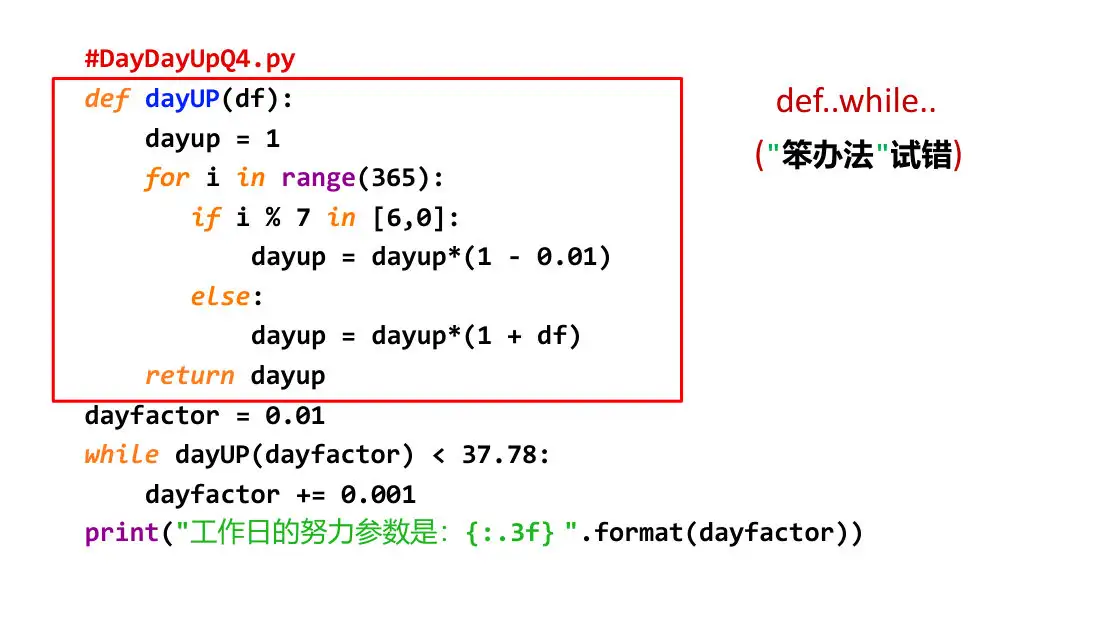 #DayDayUpQ4.py
def dayUP(df):
    dayup = 1
    for i in range(365):
        if i % 7 in [6,0]:
            dayup = dayup*(1 - 0.01)
        else:
            dayup = dayup*(1 + df)
    return dayup
dayfactor = 0.01
while dayUP(dayfactor) < 37.78:
    dayfactor += 0.001
print("工作日的努力参数是：{:.3f} ".format(dayfactor))
def..while..
("笨办法"试错)